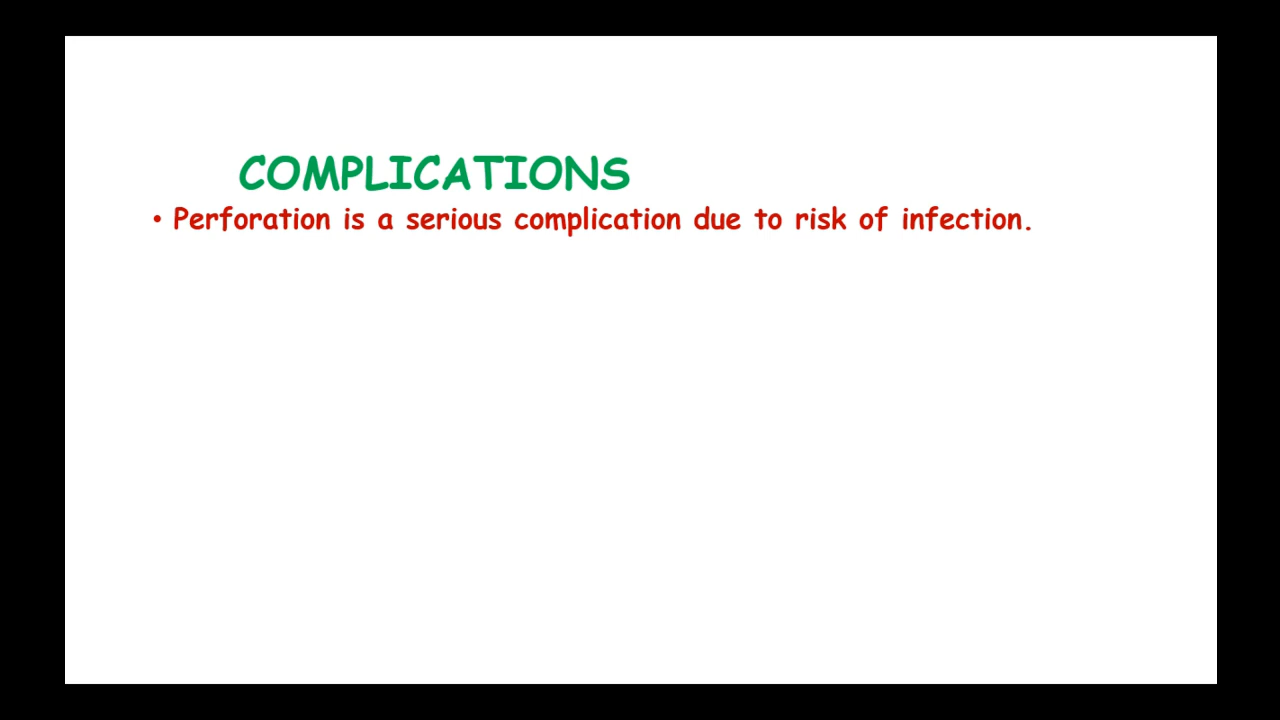 COMPLICATIONS
• Perforation is a serious complication due to risk of infection.